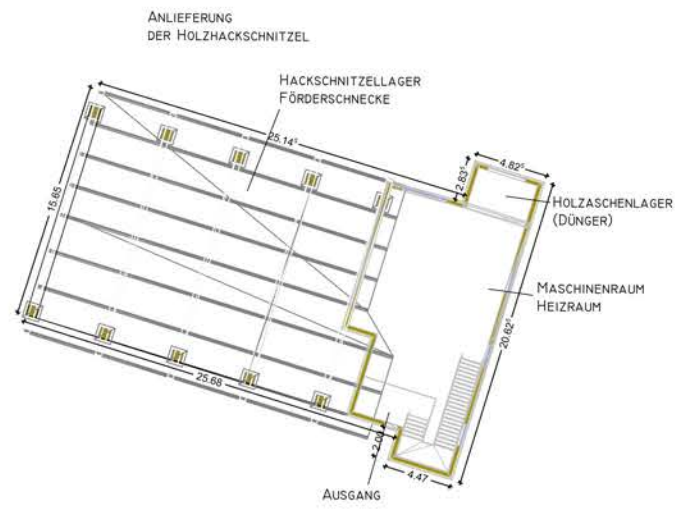 ANLIEFERUNG
DER HOLZHACKSCHNITZEL
HACKSCHNITZELLAGER
FÖRDERSCHNECKE
25.14⁵
4.82⁵
2.83⁵
15.65
HOLZASCHENLAGER
(DÜNGER)
MASCHINENRAUM
HEIZRAUM
20.62⁵
25.68
2.00
4.47
AUSGANG